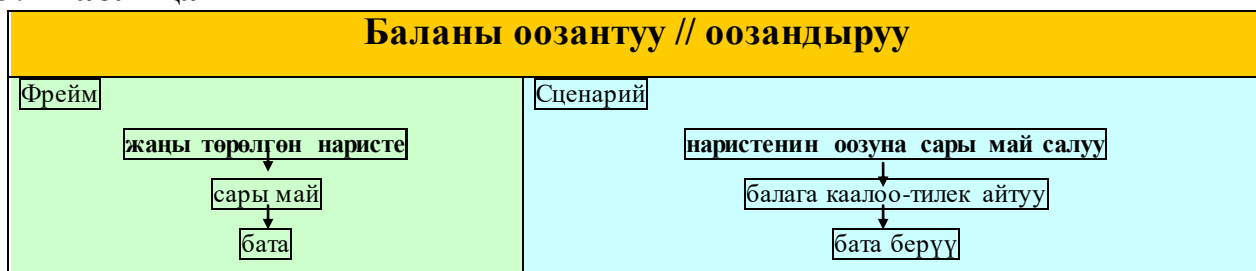 Баланы оозантуу // оозандыруу
Фрейм
жаңы төрөлгөн наристе
сары май
бата
Сценарий
наристенин оозуна сары май салуу
балага каалоо-тилек айтуу
бата берүү